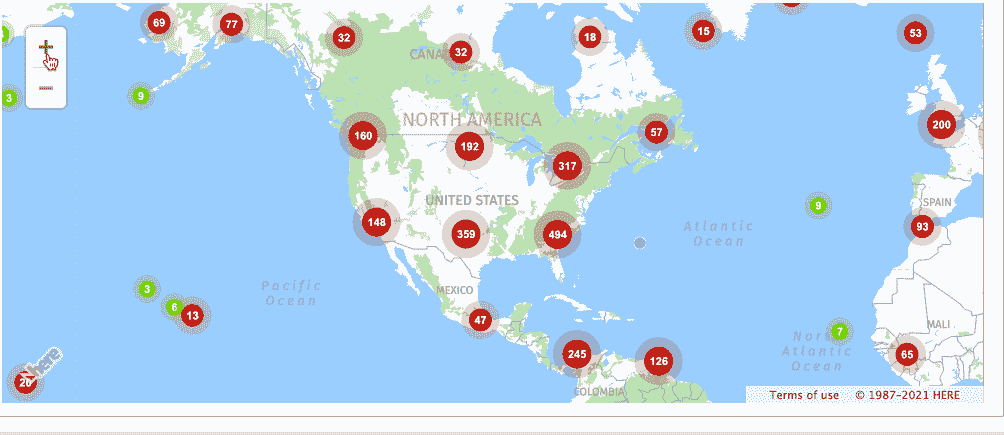 69
77
32
CANA
32
18
15
53
3
9
NORTH AMERICA
160
192
317
57
200
UNITED STATES
148
359
494
9
SPAIN
93
Atlantic
Ocean
Pacific
Ocean
MEXICO
3
6
13
47
7
MALI
North
Atlantic
Ocean
245
126
65
20
here
COLOMBIA
Terms of use © 1987-2021 HERE